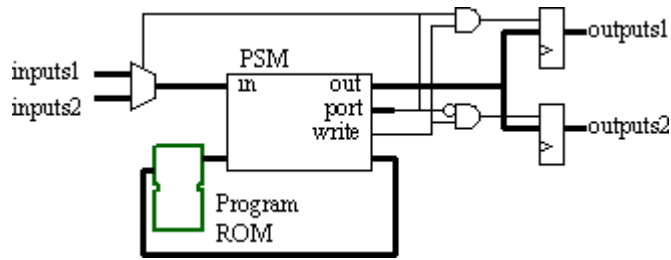 PSM
outputs1
inputs1
in
out
inputs2
port
write
outputs2
Program
ROM